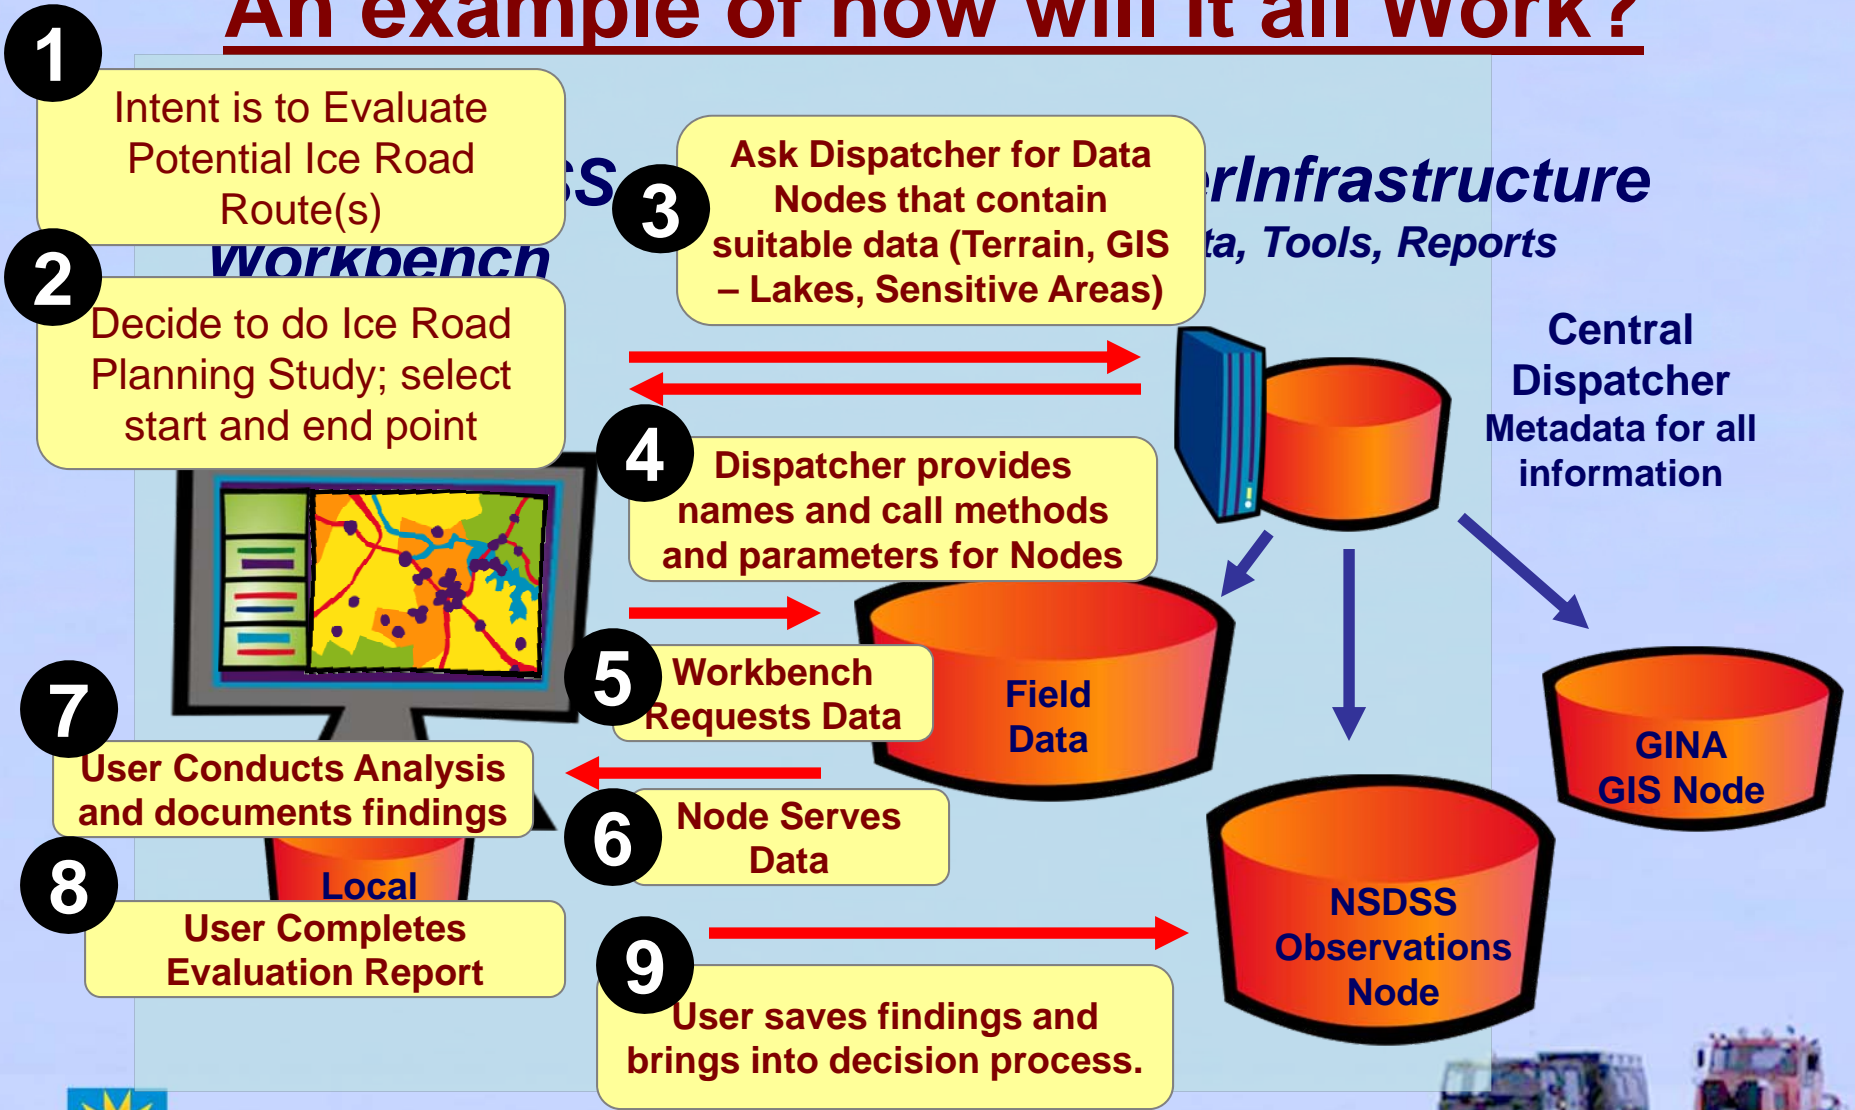 An example of how will it all Work?
1
Intent is to Evaluate
Potential Ice Road
Route(s)
2
Workbench
Decide to do Ice Road
Planning Study; select
start and end point
3
Ask Dispatcher for Data
Nodes that contain
suitable data (Terrain, GIS
– Lakes, Sensitive Areas)
Tools, Reports
Central
Dispatcher
Metadata for all
information
4
Dispatcher provides
names and call methods
and parameters for Nodes
5
Workbench
Requests Data
Field
Data
GINA
GIS Node
6
Node Serves
Data
7
User Conducts Analysis
and documents findings
Local
8
User Completes
Evaluation Report
NSDSS
Observations
Node
9
User saves findings and
brings into decision process.